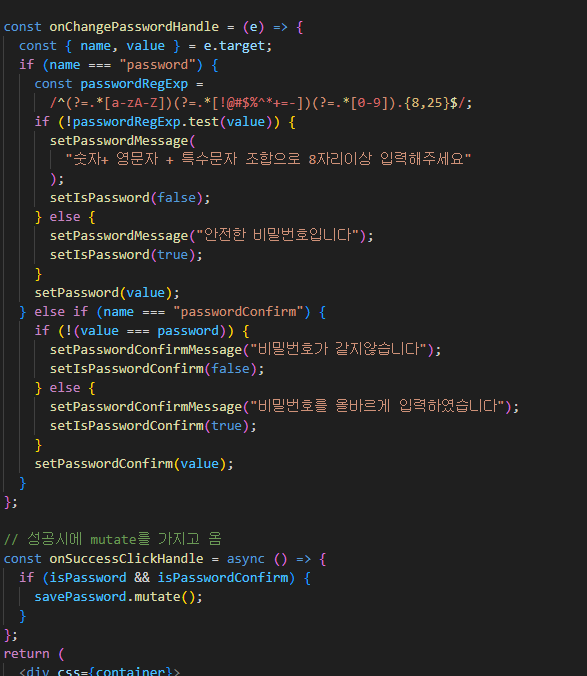 const onChangePasswordHandle = (e) => {
  const { name, value } = e.target;
  if (name === "password") {
    const passwordRegExp =
      /^(?=.*[a-zA-Z])(?=.*[!@#$%^*+=-])(?=.*[0-9]).{8,25}$/;
    if (!passwordRegExp.test(value)) {
      setPasswordMessage(
        "숫자+ 영문자 + 특수문자 조합으로 8자리이상 입력해주세요"
      );
      setIsPassword(false);
    } else {
      setPasswordMessage("안전한 비밀번호입니다");
      setIsPassword(true);
    }
    setPassword(value);
  } else if (name === "passwordConfirm") {
    if (!(value === password)) {
      setPasswordConfirmMessage("비밀번호가 같지않습니다");
      setIsPasswordConfirm(false);
    } else {
      setPasswordConfirmMessage("비밀번호를 올바르게 입력하였습니다");
      setIsPasswordConfirm(true);
    }
    setPasswordConfirm(value);
  }
};
// 성공시에 mutate를 가지고 옴
const onSuccessClickHandle = async () => {
  if (isPassword && isPasswordConfirm) {
    savePassword.mutate();
  }
};
return (
  <div css={container}>